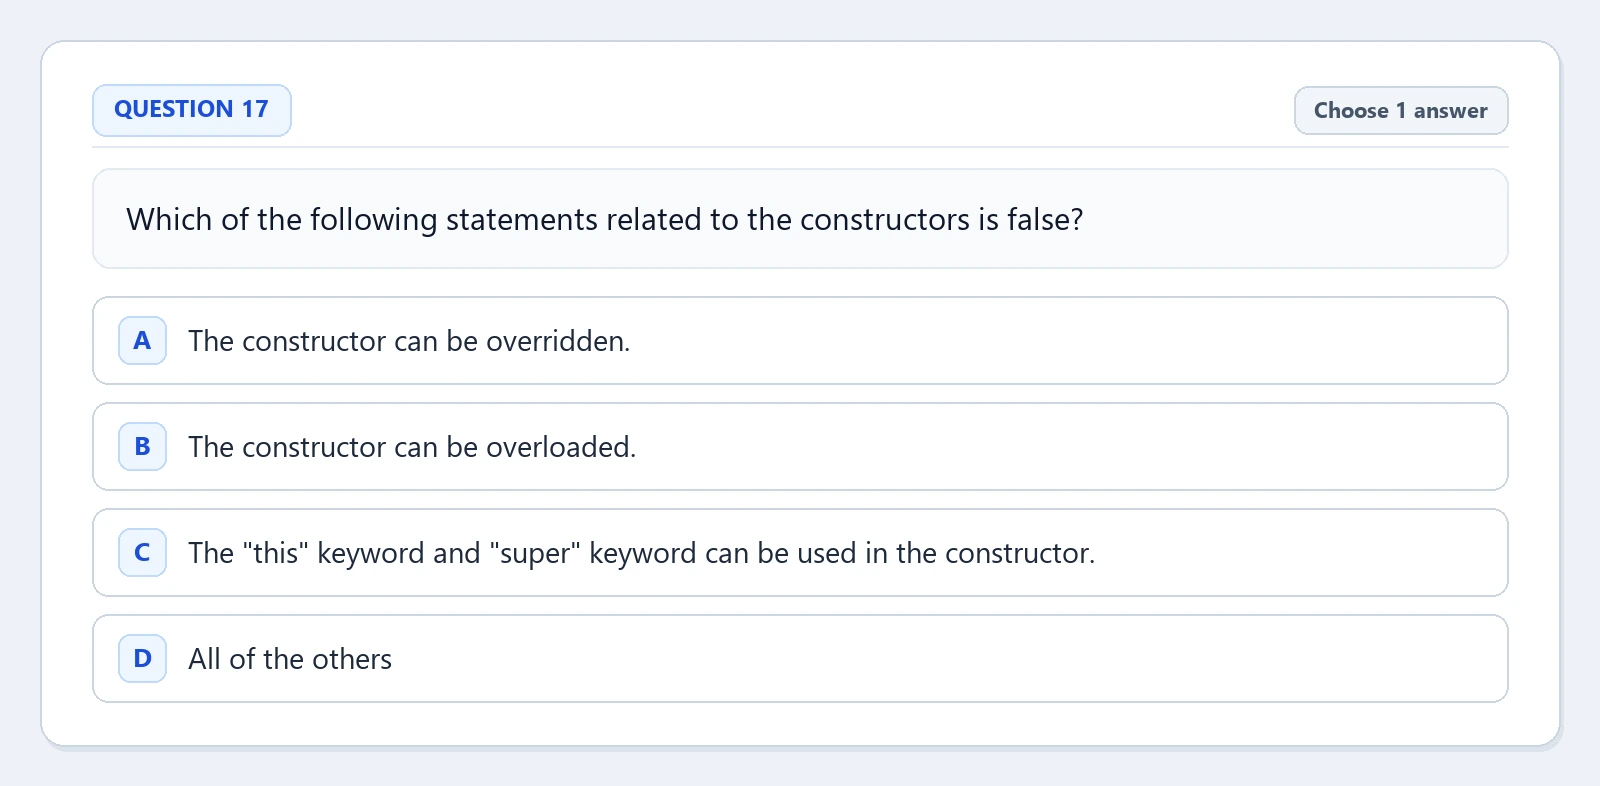 QUESTION 17
Choose 1 answer
Which of the following statements related to the constructors is false?
A The constructor can be overridden.
B The constructor can be overloaded.
C The "this" keyword and "super" keyword can be used in the constructor.
D All of the others